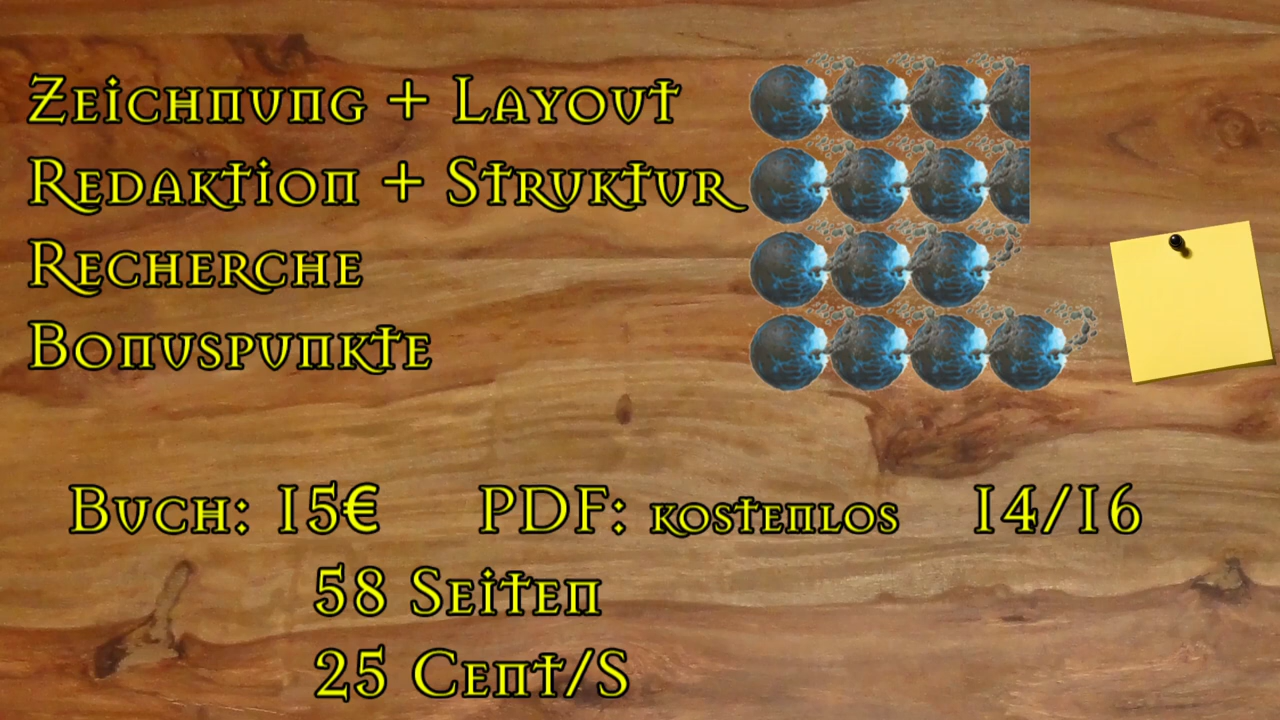 Zeichnung + Layout
Redaktion + Struktur
Recherche
Bonuspunkte
Buch: 15€ PDF: kostenlos 14/16
58 Seiten
25 Cent/S